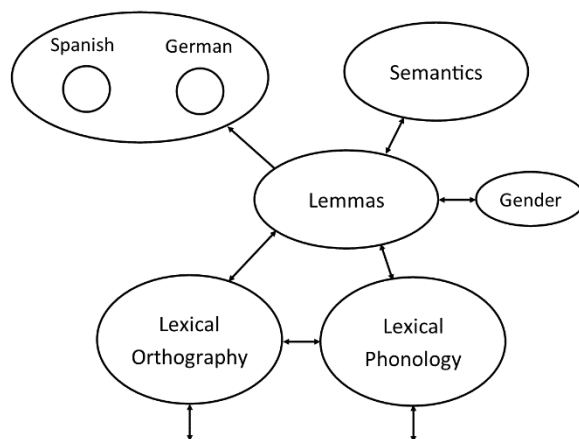 Spanish
German
Semantics
Lemmas
Gender
Lexical
Orthography
Lexical
Phonology